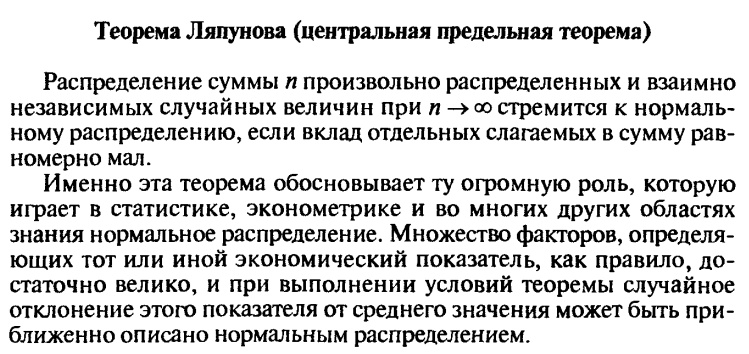 Теорема Ляпунова (центральная предельная теорема)
Распределение суммы n произвольно распределенных и взаимно
независимых случайных величин при n → ∞ стремится к нормаль-
ному распределению, если вклад отдельных слагаемых в сумму рав-
номерно мал.
Именно эта теорема обосновывает ту огромную роль, которую
играет в статистике, эконометрике и во многих других областях
знания нормальное распределение. Множество факторов, определя-
ющих тот или иной экономический показатель, как правило, до-
статочно велико, и при выполнении условий теоремы случайное
отклонение этого показателя от среднего значения может быть при-
ближенно описано нормальным распределением.